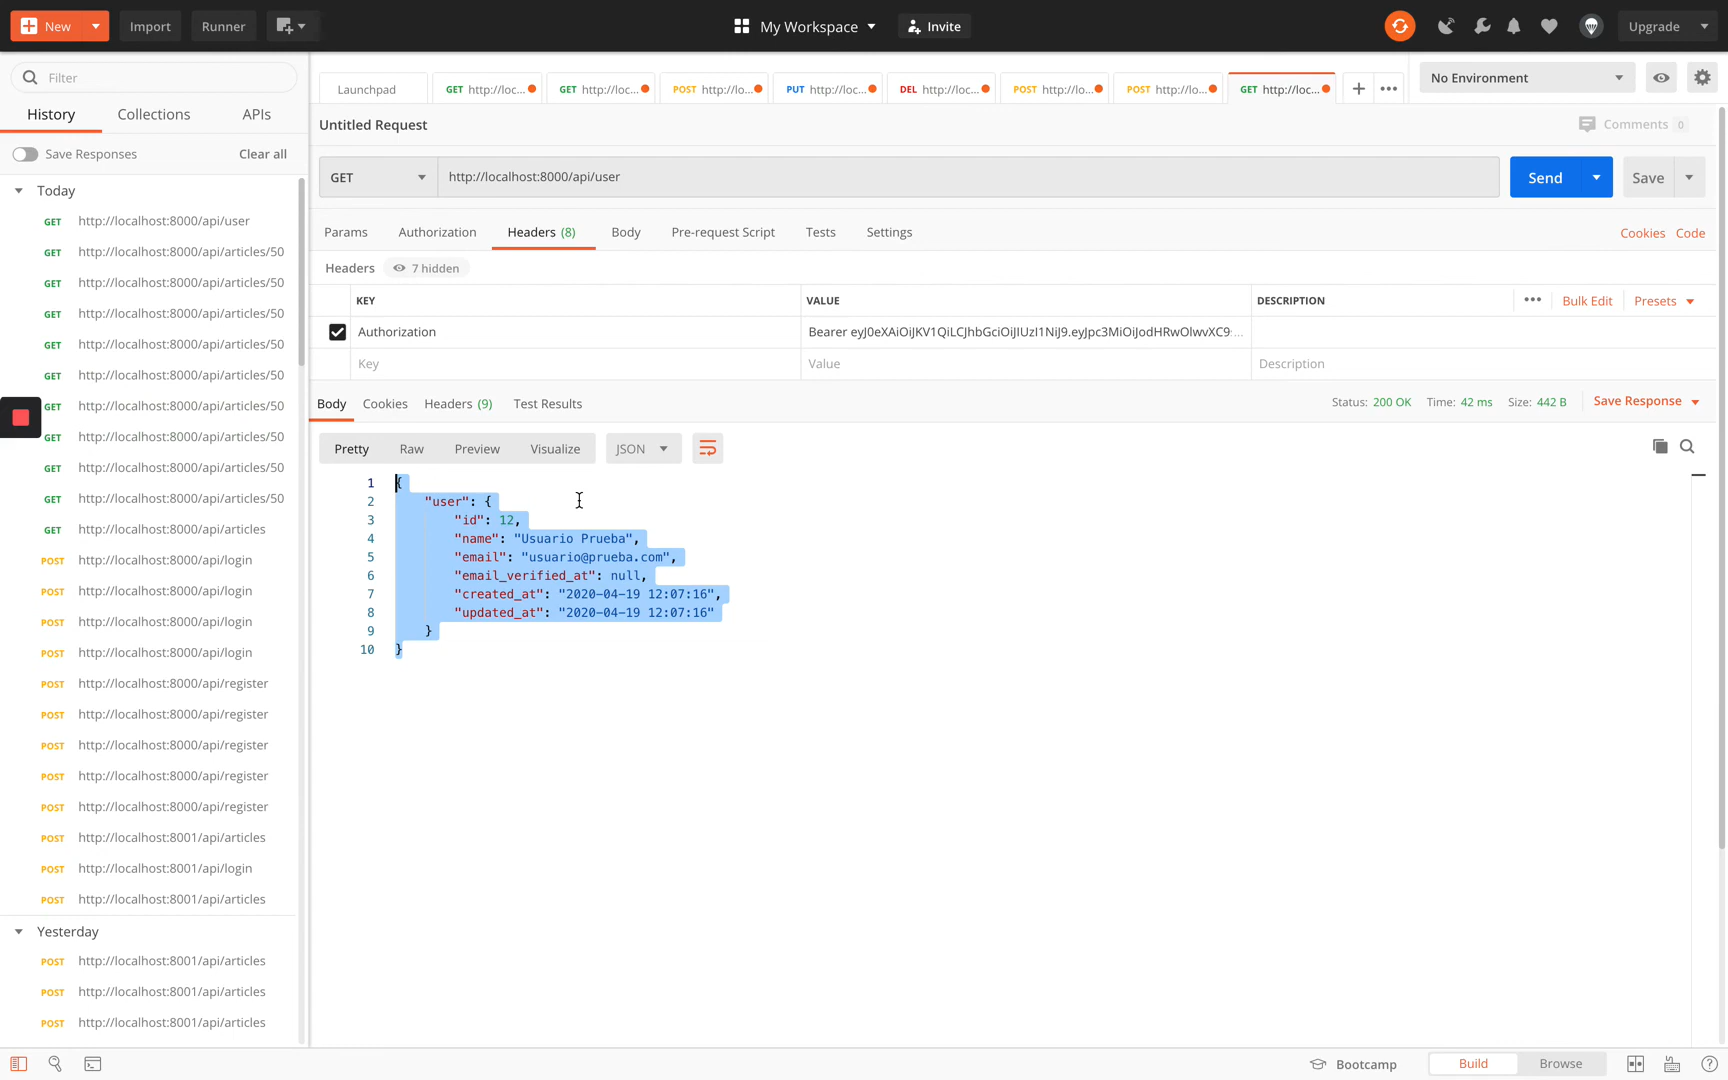 New Import Runner My Workspace Invite Upgrade
Filter
History Collections APIs
Save Responses Clear all
Today
GET http://localhost:8000/api/user
GET http://localhost:8000/api/articles/50
GET http://localhost:8000/api/articles/50
GET http://localhost:8000/api/articles/50
GET http://localhost:8000/api/articles/50
GET http://localhost:8000/api/articles/50
GET http://localhost:8000/api/articles/50
GET http://localhost:8000/api/articles/50
GET http://localhost:8000/api/articles/50
GET http://localhost:8000/api/articles/50
GET http://localhost:8000/api/articles
POST http://localhost:8000/api/login
POST http://localhost:8000/api/login
POST http://localhost:8000/api/login
POST http://localhost:8000/api/login
POST http://localhost:8000/api/register
POST http://localhost:8000/api/register
POST http://localhost:8000/api/register
POST http://localhost:8000/api/register
POST http://localhost:8000/api/register
POST http://localhost:8001/api/articles
POST http://localhost:8001/api/login
POST http://localhost:8001/api/articles
Yesterday
POST http://localhost:8001/api/articles
POST http://localhost:8001/api/articles
POST http://localhost:8001/api/articles
Launchpad GET http://loc... GET http://loc... POST http://lo... PUT http://loc... DEL http://loc... POST http://lo... POST http://lo... GET http://loc... No Environment
Untitled Request Comments 0
GET http://localhost:8000/api/user Send Save
Params Authorization Headers (8) Body Pre-request Script Tests Settings Cookies Code
Headers 7 hidden
KEY VALUE DESCRIPTION Bulk Edit Presets
Authorization Bearer eyJ0eXAiOiJKV1QiLCJhbGciOiJIUzI1NiJ9.eyJpc3MiOiJodHRwOlwvXC9...
Key Value Description
Body Cookies Headers (9) Test Results Status: 200 OK Time: 42 ms Size: 442 B Save Response
Pretty Raw Preview Visualize JSON
1 {
2 "user": {
3 "id": 12,
4 "name": "Usuario Prueba",
5 "email": "usuario@prueba.com",
6 "email_verified_at": null,
7 "created_at": "2020-04-19 12:07:16",
8 "updated_at": "2020-04-19 12:07:16"
9 }
10 }
Bootcamp Build Browse